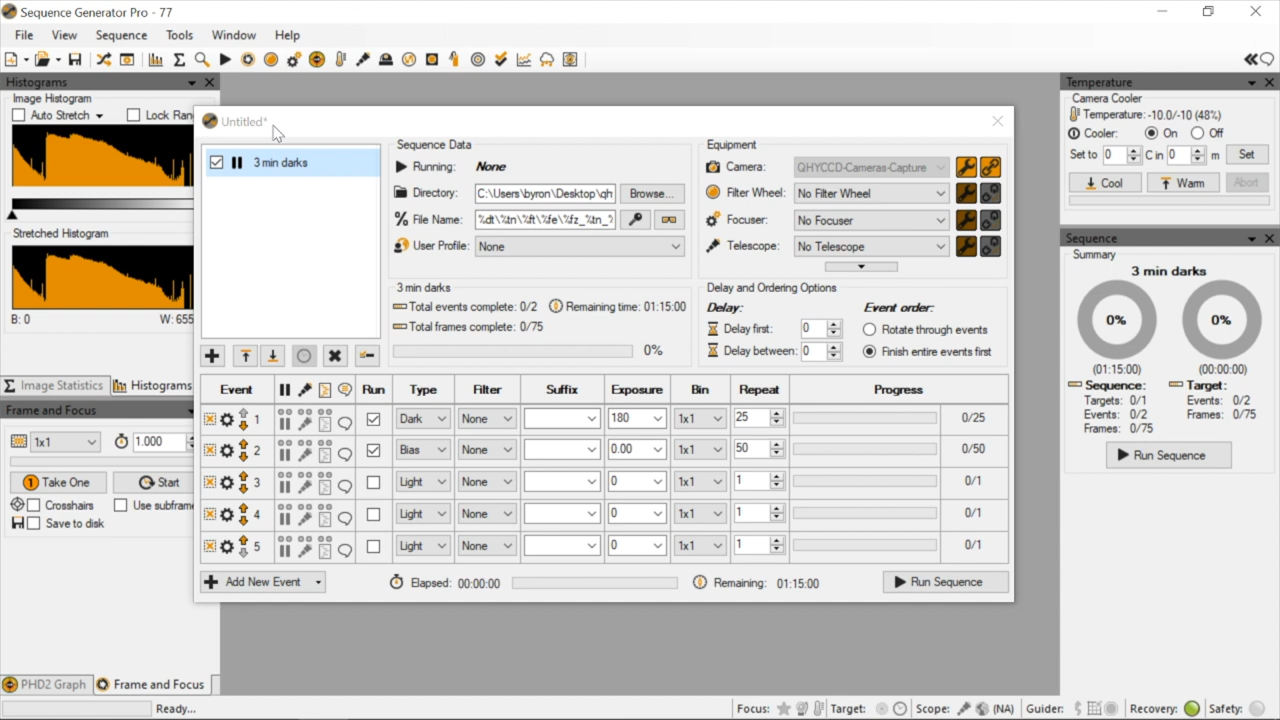 Sequence Generator Pro - 77
File View Sequence Tools Window Help
Histograms
Image Histogram
Auto Stretch Lock Ran
Stretched Histogram
B: 0 W: 655
Image Statistics Histograms
Frame and Focus
1x1 1.000
Take One Start
Crosshairs Use subframe
Save to disk
PHD2 Graph Frame and Focus
Untitled*
3 min darks
Sequence Data
Running: None
Directory: C:\Users\byron\Desktop\qh Browse...
File Name: %dt\%tn\%ft\%fe\%fz_%tn_%
User Profile: None
Equipment
Camera: QHYCCD-Cameras-Capture
Filter Wheel: No Filter Wheel
Focuser: No Focuser
Telescope: No Telescope
3 min darks
Total events complete: 0/2 Remaining time: 01:15:00
Total frames complete: 0/75
0%
Delay and Ordering Options
Delay: Event order:
Delay first: 0 Rotate through events
Delay between: 0 Finish entire events first
Event Run Type Filter Suffix Exposure Bin Repeat Progress
1 Dark None 180 1x1 25 0/25
2 Bias None 0.00 1x1 50 0/50
3 Light None 0 1x1 1 0/1
4 Light None 0 1x1 1 0/1
5 Light None 0 1x1 1 0/1
Add New Event Elapsed: 00:00:00 Remaining: 01:15:00 Run Sequence
Temperature
Camera Cooler
Temperature: -10.0/-10 (48%)
Cooler: On Off
Set to 0 C in 0 m Set
Cool Warm Abort
Sequence
Summary
3 min darks
0% 0%
(01:15:00) (00:00:00)
Sequence: Target:
Targets: 0/1 Events: 0/2
Events: 0/2 Frames: 0/75
Frames: 0/75
Run Sequence
Ready... Focus: Target: Scope: (NA) Guider: Recovery: Safety: